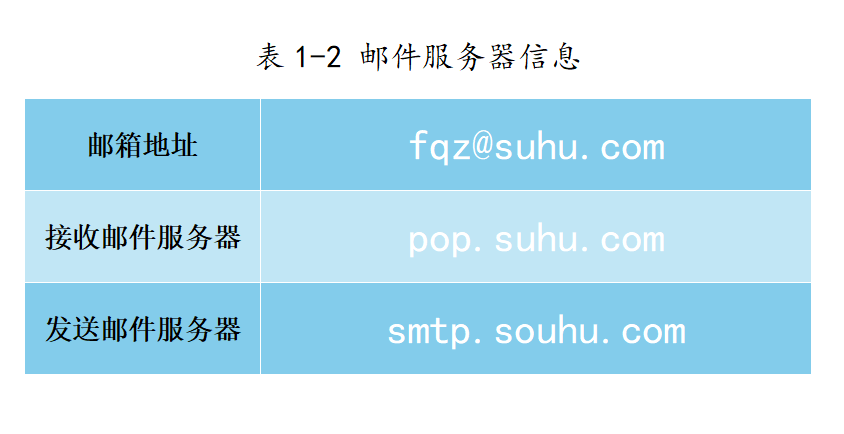 表 1-2 邮件服务器信息
邮箱地址 fqz@suhu.com
接收邮件服务器 pop.suhu.com
发送邮件服务器 smtp.souhu.com